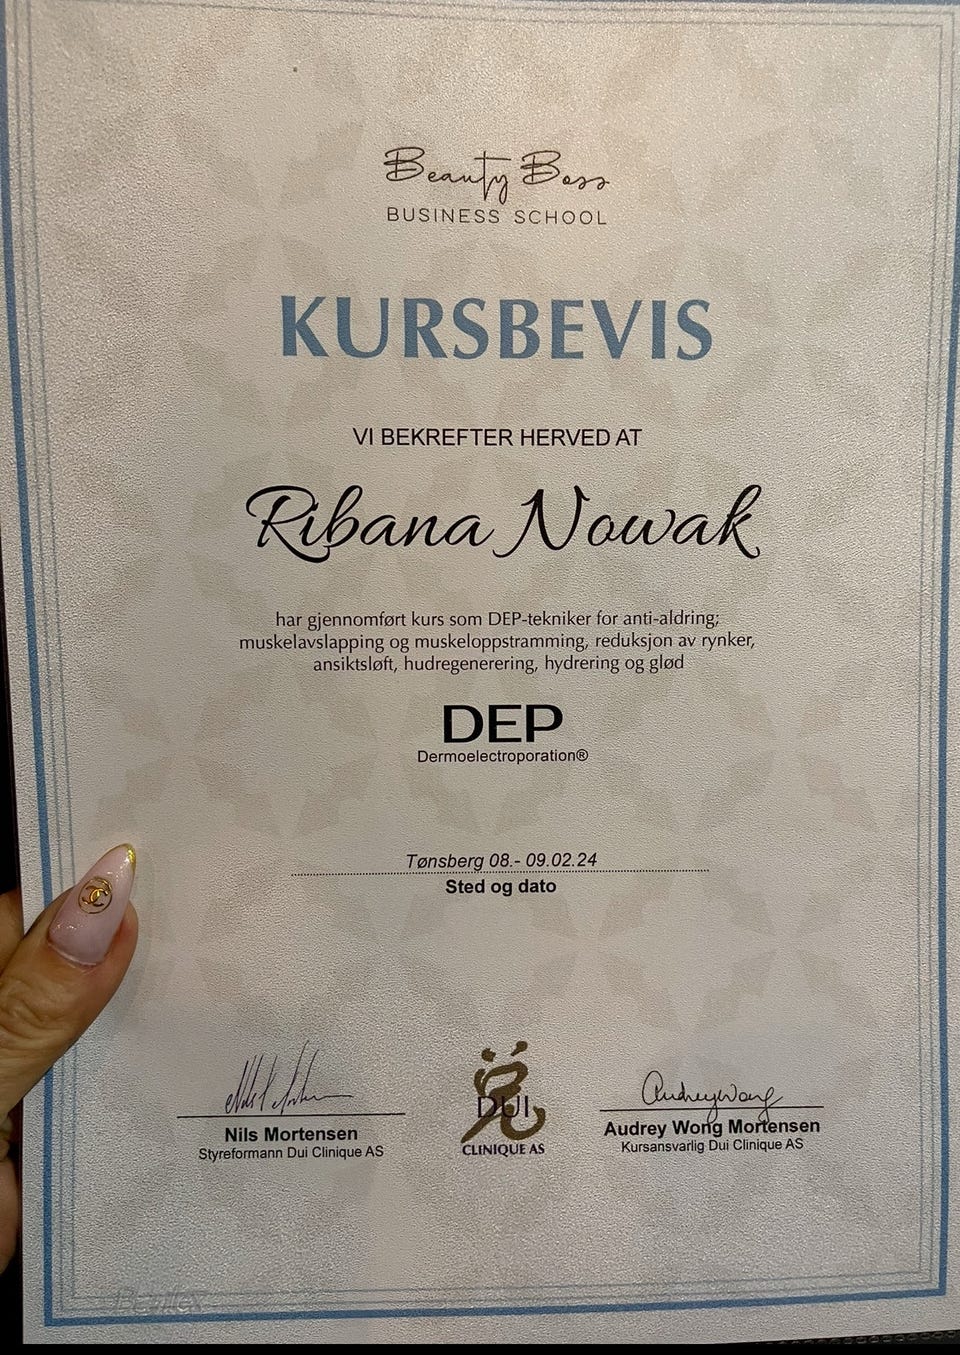 Beauty Boss
BUSINESS SCHOOL
KURSBEVIS
VI BEKREFTER HERVED AT
Ribana Nowak
har gjennomført kurs som DEP-tekniker for anti-aldring;
muskelavslapping og muskeloppstramming, reduksjon av rynker,
ansiktsløft, hudregenerering, hydrering og glød
DEP
Dermoelectroporation®
Tønsberg 08.- 09.02.24
Sted og dato
Nils Mortensen
Styreformann Dui Clinique AS
DUI
CLINIQUE AS
Audrey Wong
Audrey Wong Mortensen
Kursansvarlig Dui Clinique AS